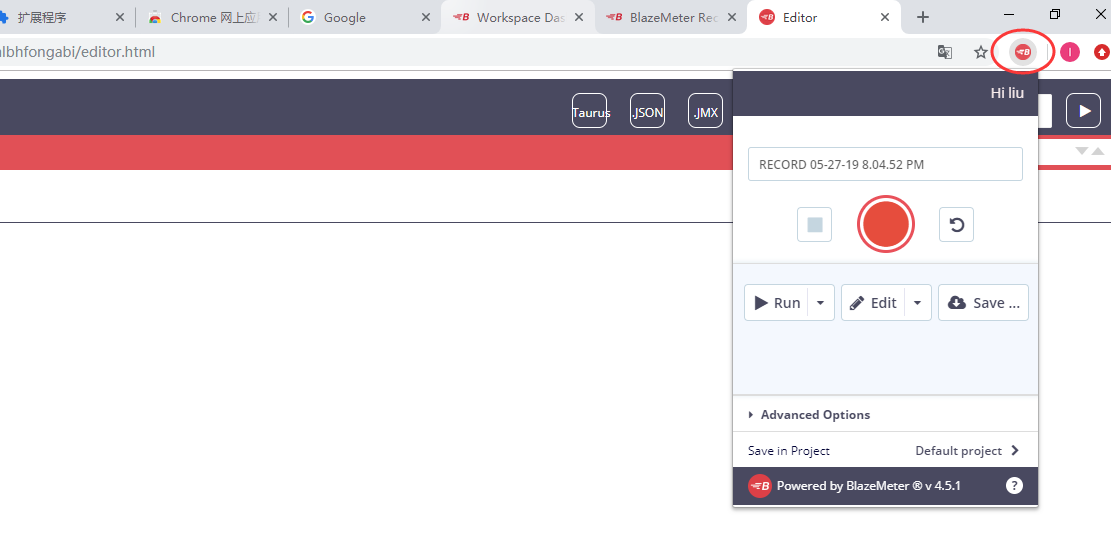 扩展程序
Chrome 网上应
Google
Workspace Das
BlazeMeter Rec
Editor
lbhfongabi/editor.html
B
I
Hi liu
Taurus
.JSON
.JMX
RECORD 05-27-19 8.04.52 PM
Run
Edit
Save ...
Advanced Options
Save in Project
Default project
B Powered by BlazeMeter ® v 4.5.1
?